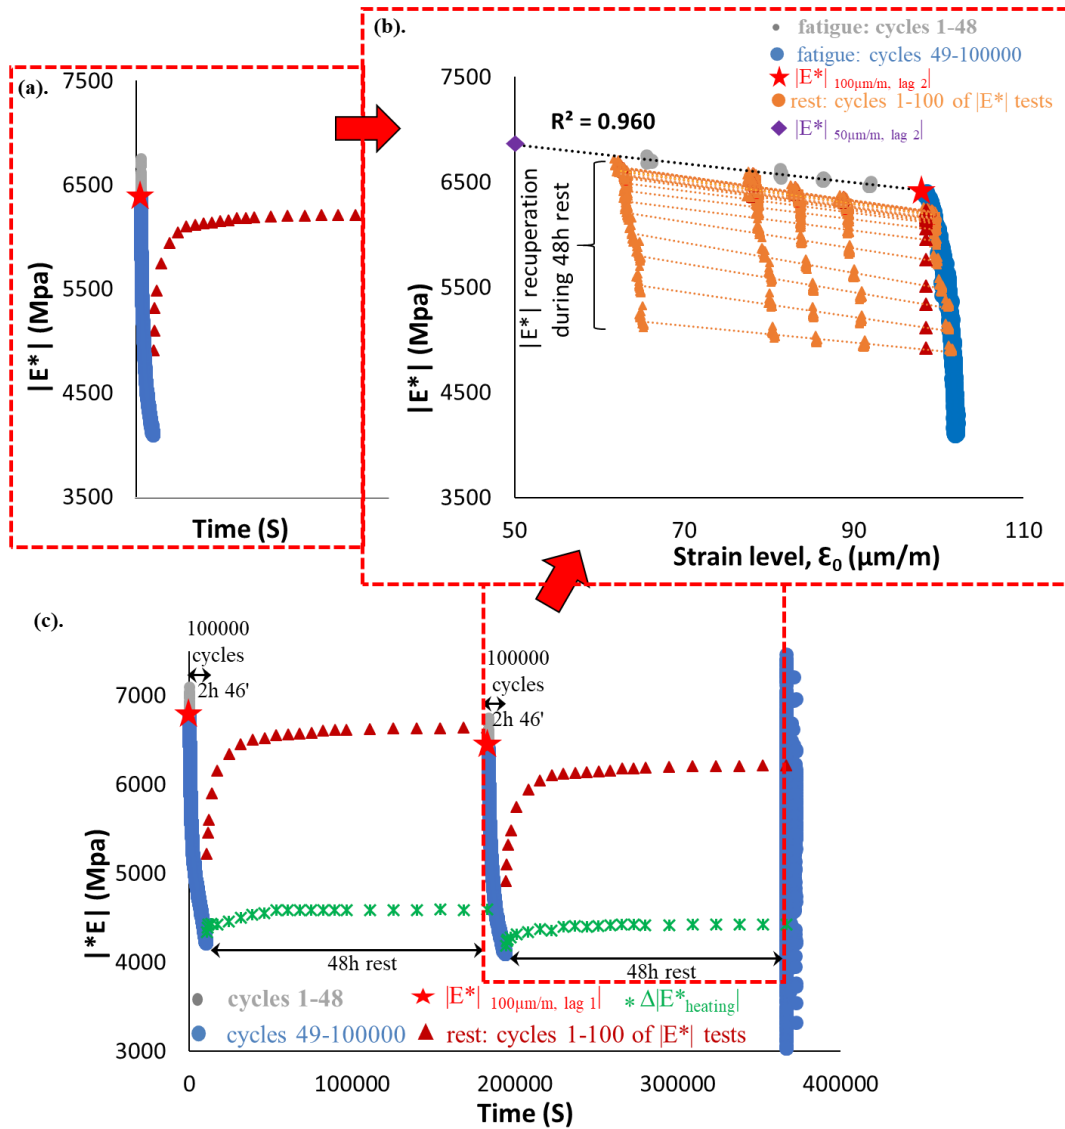 (a).
7500
6500
5500
4500
3500
|E*| (Mpa)
Time (S)
(b).
fatigue: cycles 1-48
fatigue: cycles 49-100000
|E*| 100µm/m, lag 2|
rest: cycles 1-100 of |E*| tests
|E*| 50µm/m, lag 2|
R² = 0.960
|E*| recuperation
during 48h rest
7500
6500
5500
4500
3500
|E*| (Mpa)
50
70
90
110
Strain level, Ɛ0 (µm/m)
(c).
100000
cycles
2h 46'
100000
cycles
2h 46'
7000
6000
5000
4000
3000
|*E| (Mpa)
48h rest
48h rest
cycles 1-48
|E*| 100µm/m, lag 1|
* Δ|E*heating|
cycles 49-100000
rest: cycles 1-100 of |E*| tests
0
100000
200000
300000
400000
Time (S)